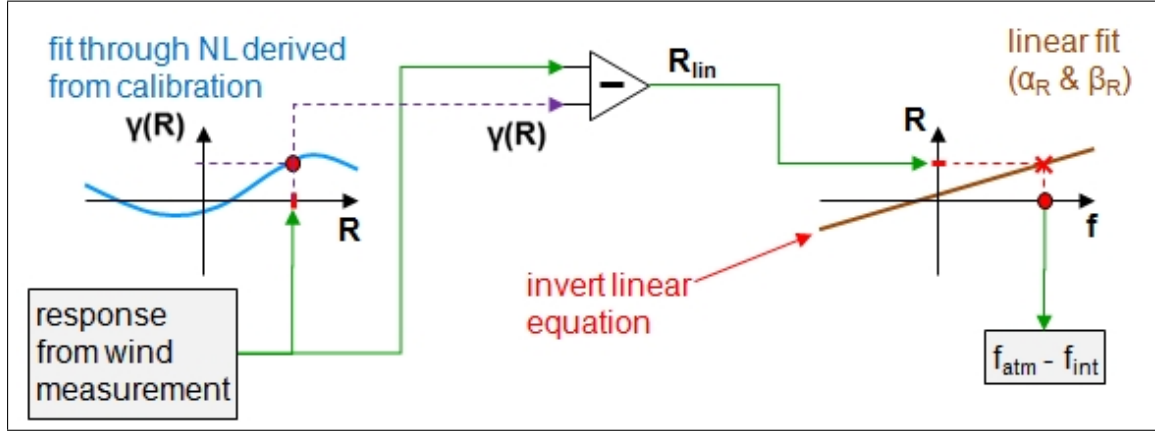 fit through NL derived
from calibration
γ(R)
R
response
from wind
measurement
γ(R)
−
R_lin
linear fit
(α_R & β_R)
R
f
invert linear
equation
f_atm - f_int